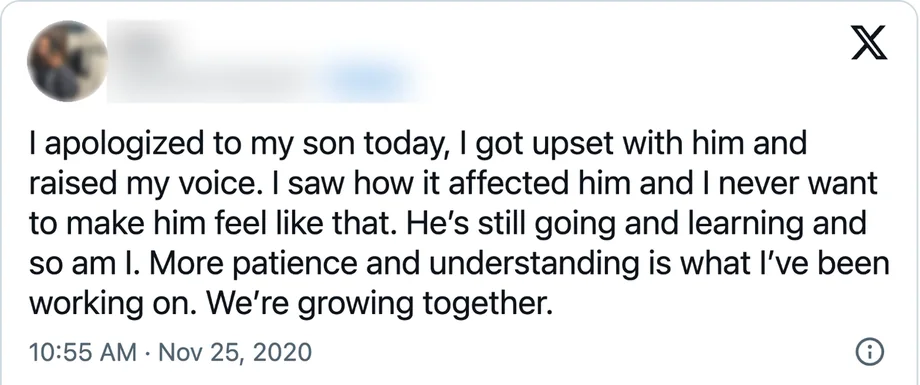 I apologized to my son today, I got upset with him and
raised my voice. I saw how it affected him and I never want
to make him feel like that. He’s still going and learning and
so am I. More patience and understanding is what I’ve been
working on. We’re growing together.
10:55 AM · Nov 25, 2020